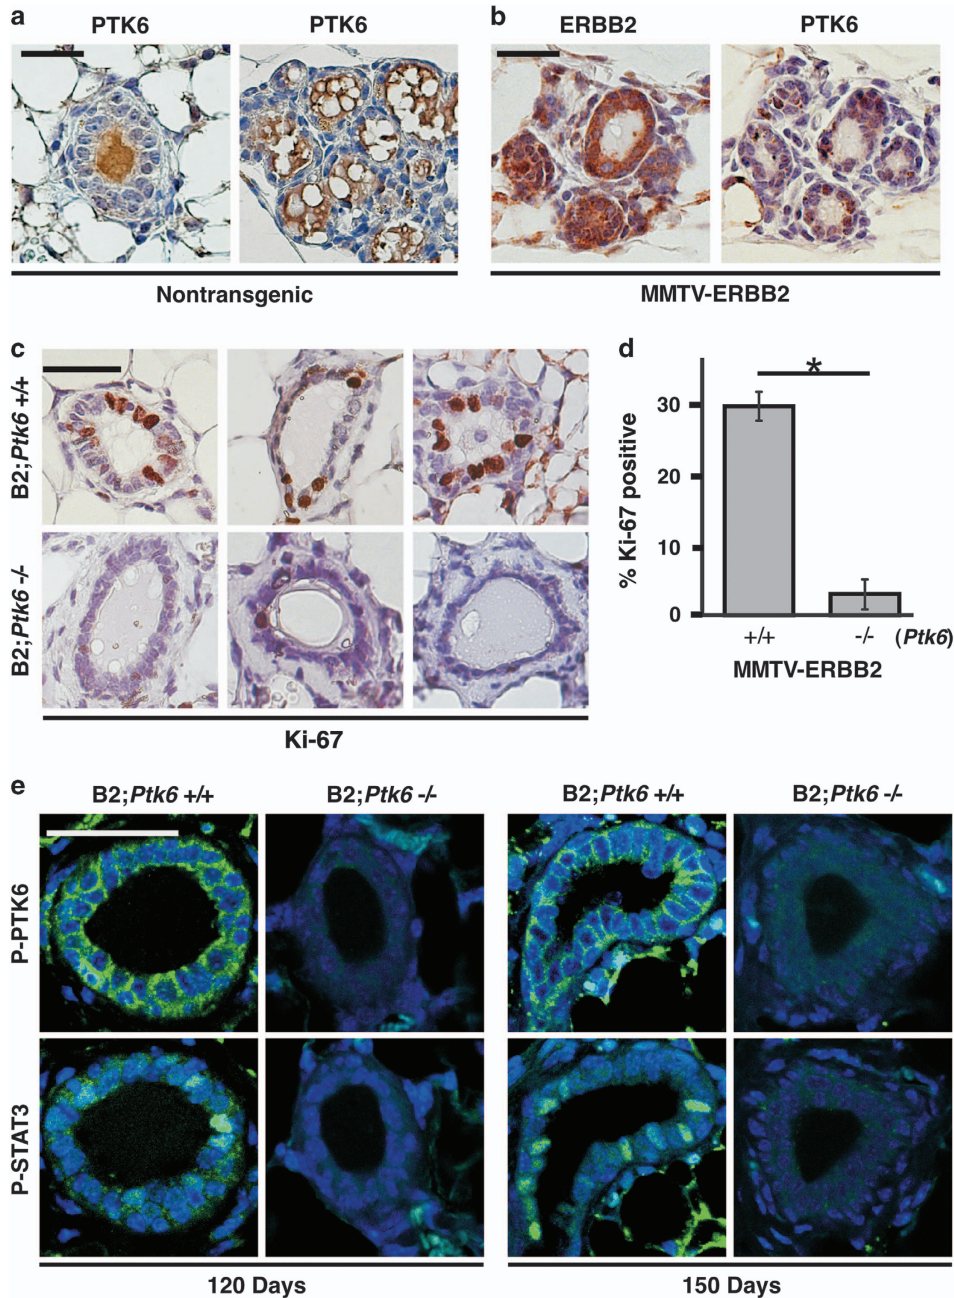 a
PTK6 PTK6
Nontransgenic
b
ERBB2 PTK6
MMTV-ERBB2
c
B2;Ptk6 +/+
B2;Ptk6 -/-
Ki-67
d
% Ki-67 positive
30
30
10
0
*
+/+ -/- (Ptk6)
MMTV-ERBB2
e
B2;Ptk6 +/+ B2;Ptk6 -/- B2;Ptk6 +/+ B2;Ptk6 -/-
P-PTK6
P-STAT3
120 Days 150 Days